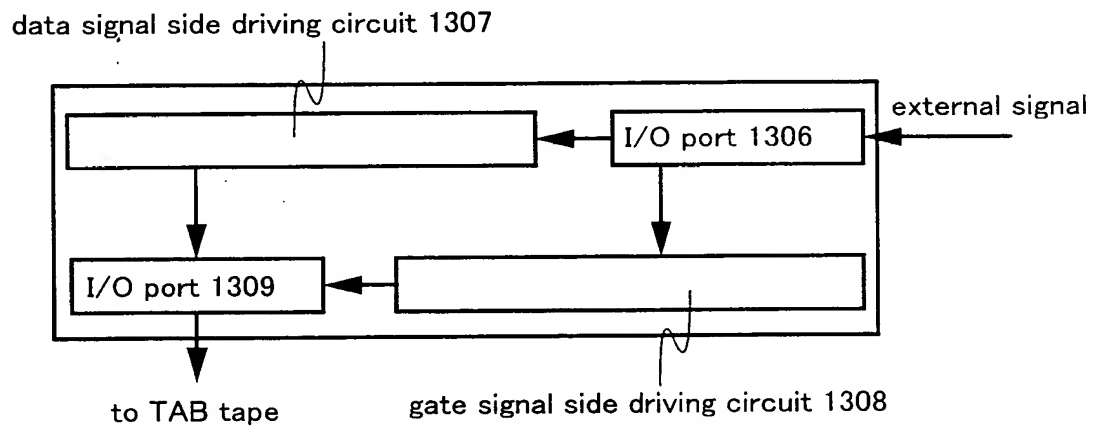 data signal side driving circuit 1307
external signal
I/O port 1306
I/O port 1309
to TAB tape
gate signal side driving circuit 1308